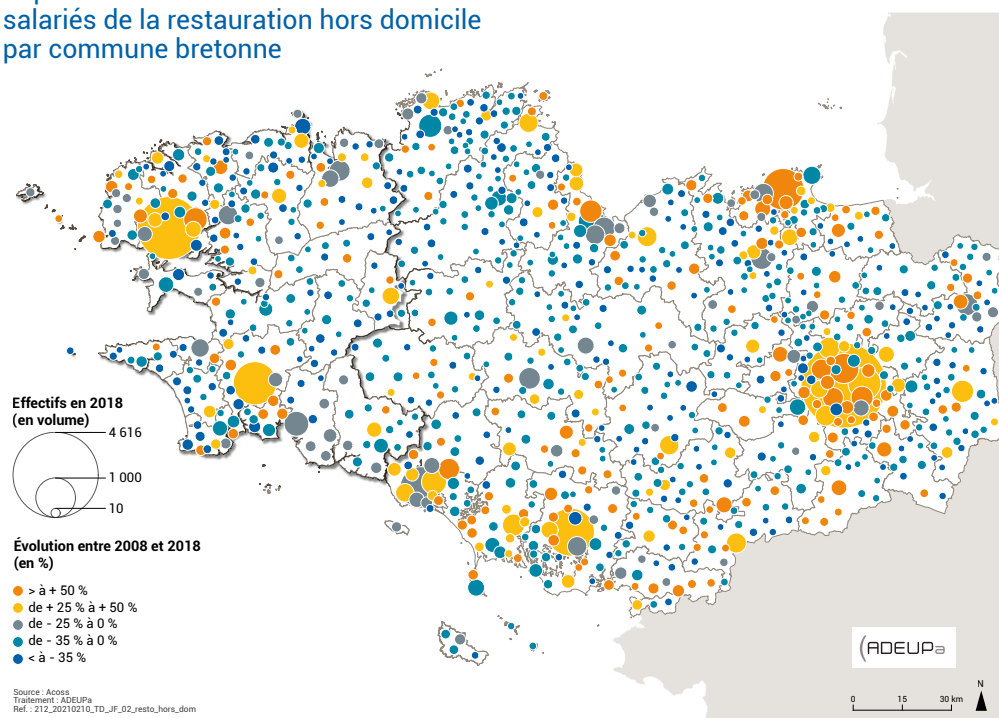 salariés de la restauration hors domicile
par commune bretonne
Effectifs en 2018
(en volume)
4 616
1 000
10
Évolution entre 2008 et 2018
(en %)
> à + 50 %
de + 25 % à + 50 %
de - 25 % à 0 %
de - 35 % à 0 %
< à - 35 %
Source : Acoss
Traitement : ADEUPa
Ref. : 212_20210210_TD_JF_02_resto_hors_dom
(ADEUPa
N
0 15 30 km